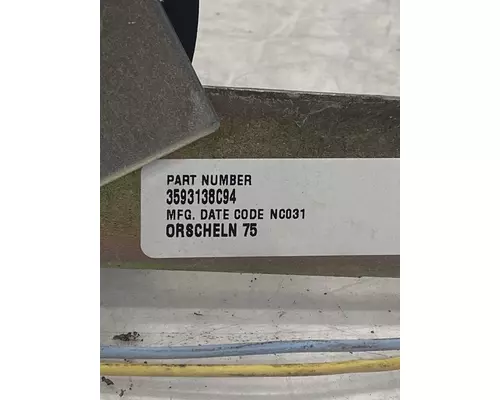 PART NUMBER
3593138C94
MFG. DATE CODE NC031
ORSCHELN 75